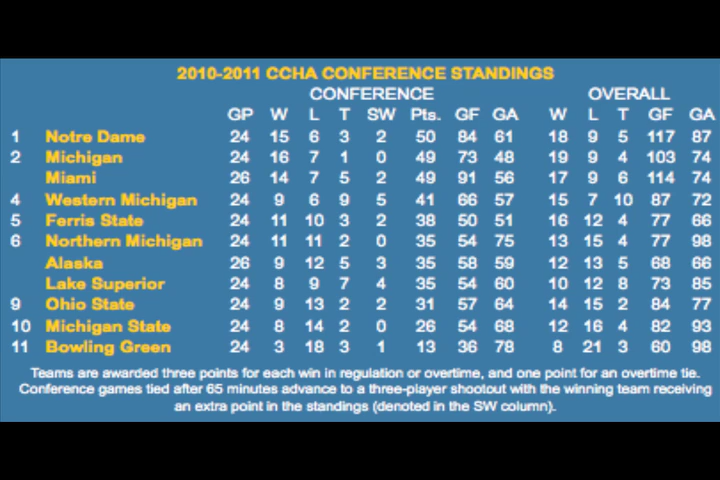 2010-2011 CCHA CONFERENCE STANDINGS
CONFERENCE OVERALL
GP W L T SW Pts. GF GA W L T GF GA
1 Notre Dame 24 15 6 3 2 50 84 61 18 9 5 117 87
2 Michigan 24 16 7 1 0 49 73 48 19 9 4 103 74
Miami 26 14 7 5 2 49 91 56 17 9 6 114 74
4 Western Michigan 24 9 6 9 5 41 66 57 15 7 10 87 72
5 Ferris State 24 11 10 3 2 38 50 51 16 12 4 77 66
6 Northern Michigan 24 11 11 2 0 35 54 75 13 15 4 77 98
Alaska 26 9 12 5 3 35 58 59 12 13 5 68 66
Lake Superior 24 8 9 7 4 35 54 60 10 12 8 73 85
9 Ohio State 24 9 13 2 2 31 57 64 14 15 2 84 77
10 Michigan State 24 8 14 2 0 26 54 68 12 16 4 82 93
11 Bowling Green 24 3 18 3 1 13 36 78 8 21 3 60 98
Teams are awarded three points for each win in regulation or overtime, and one point for an overtime tie.
Conference games tied after 65 minutes advance to a three-player shootout with the winning team receiving
an extra point in the standings (denoted in the SW column).